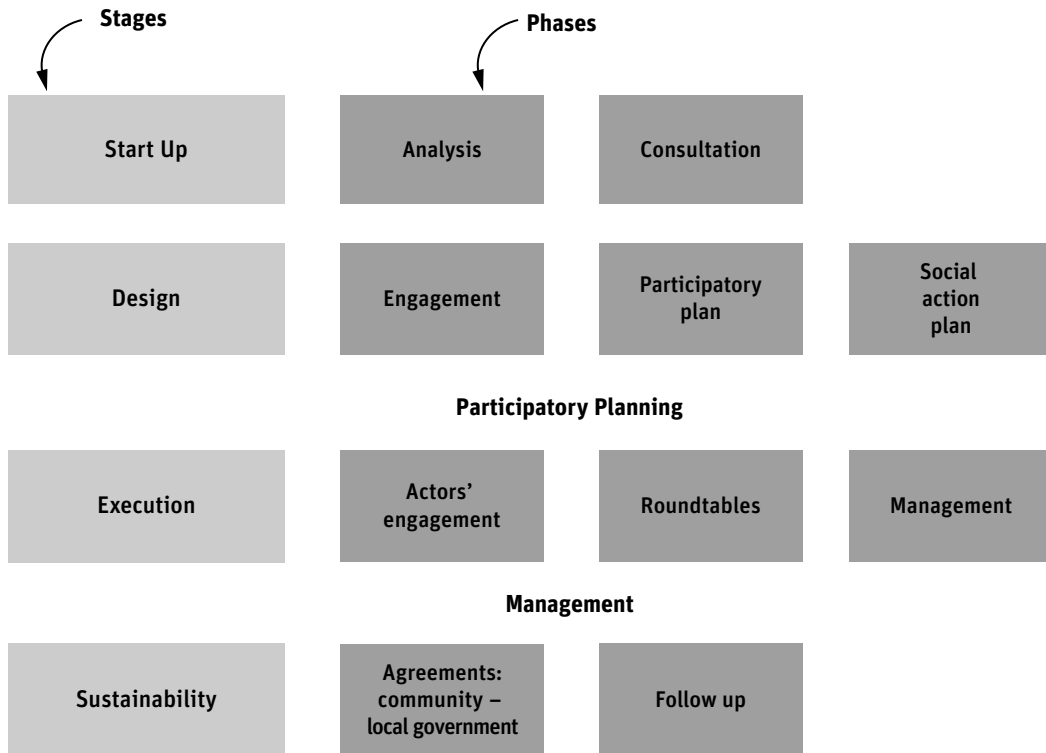 Stages
Phases
Start Up
Analysis
Consultation
Design
Engagement
Participatory
plan
Social
action
plan
Participatory Planning
Execution
Actors’
engagement
Roundtables
Management
Management
Sustainability
Agreements:
community –
local government
Follow up